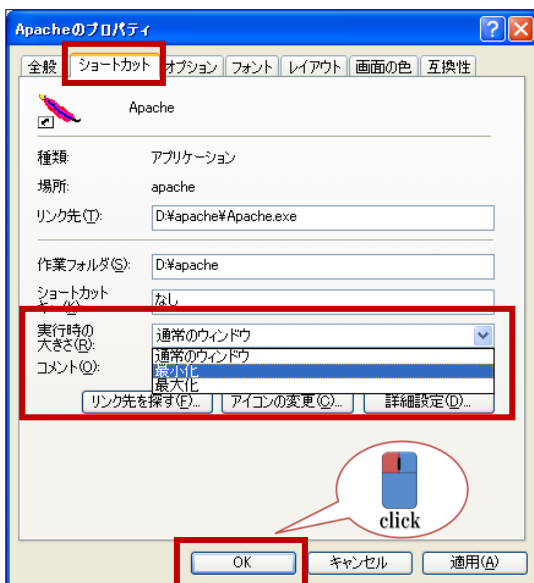 Apacheのプロパティ
全般 ショートカット オプション フォント レイアウト 画面の色 互換性
Apache
種類: アプリケーション
場所: apache
リンク先(T): D:¥apache¥Apache.exe
作業フォルダ(S): D:¥apache
ショートカット
なし
実行時の
大きさ(R): 通常のウィンドウ
通常のウィンドウ
コメント(O): 最小化
最大化
リンク先を探す(F)... アイコンの変更(C)... 詳細設定(D)...
click
OK キャンセル 適用(A)